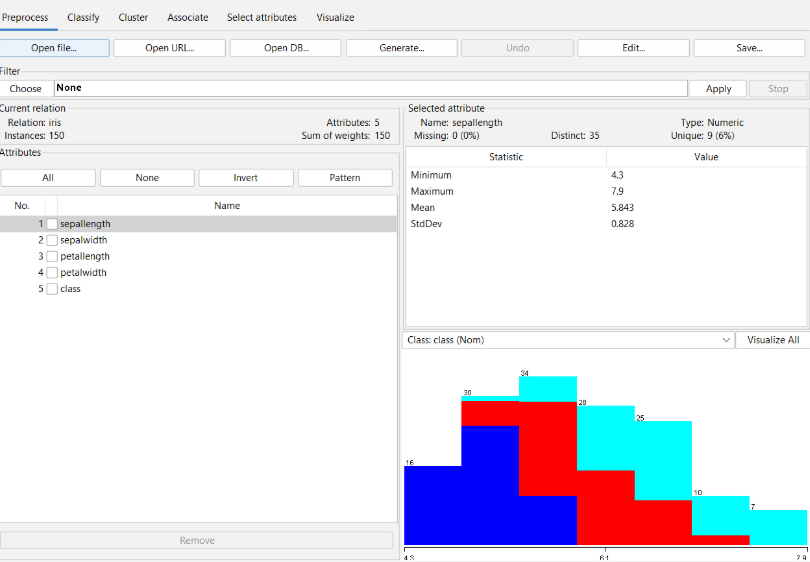 Preprocess Classify Cluster Associate Select attributes Visualize
Open file... Open URL... Open DB... Generate... Undo Edit... Save...
Filter
Choose None Apply Stop
Current relation
Relation: iris Attributes: 5
Instances: 150 Sum of weights: 150
Attributes
All None Invert Pattern
No. Name
1 sepallength
2 sepalwidth
3 petallength
4 petalwidth
5 class
Remove
Selected attribute
Name: sepallength Type: Numeric
Missing: 0 (0%) Distinct: 35 Unique: 9 (6%)
Statistic Value
Minimum 4.3
Maximum 7.9
Mean 5.843
StdDev 0.828
Class: class (Nom) Visualize All
16 30 34 28 25 10 7
4.3 6.1 7.9